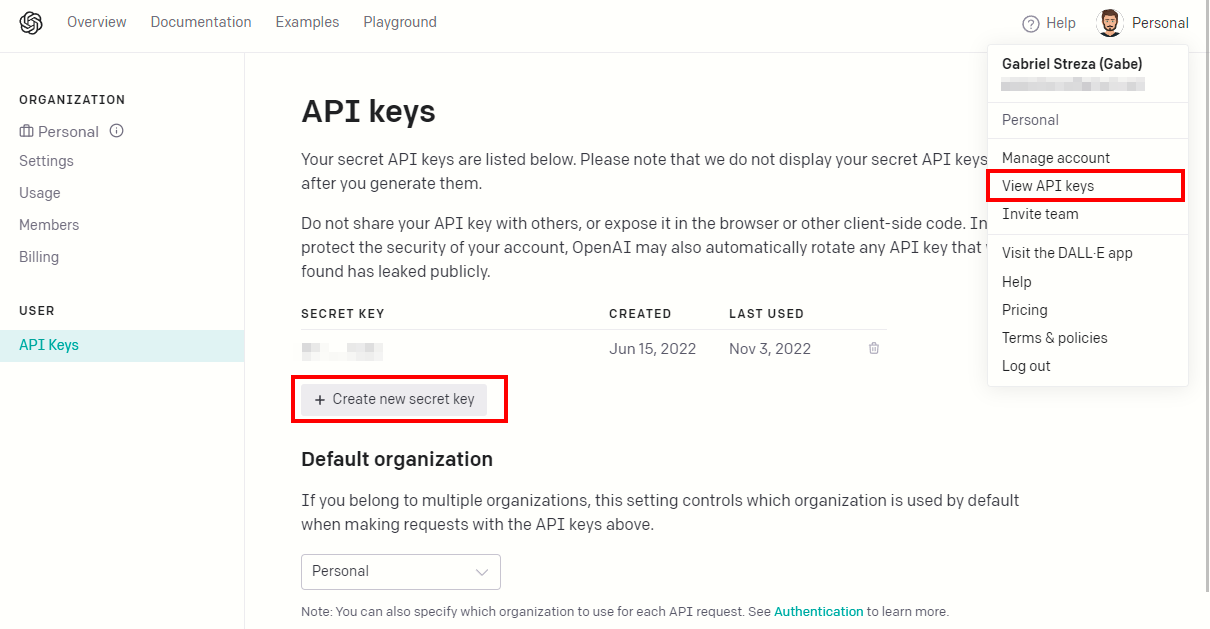 Overview Documentation Examples Playground
Help Personal
ORGANIZATION
Personal
Settings
Usage
Members
Billing
USER
API Keys
API keys
Your secret API keys are listed below. Please note that we do not display your secret API keys
after you generate them.
Do not share your API key with others, or expose it in the browser or other client-side code. In
protect the security of your account, OpenAI may also automatically rotate any API key that
found has leaked publicly.
SECRET KEY CREATED LAST USED
Jun 15, 2022 Nov 3, 2022
+ Create new secret key
Default organization
If you belong to multiple organizations, this setting controls which organization is used by default
when making requests with the API keys above.
Personal
Note: You can also specify which organization to use for each API request. See Authentication to learn more.
Gabriel Streza (Gabe)
Personal
Manage account
View API keys
Invite team
Visit the DALL·E app
Help
Pricing
Terms & policies
Log out